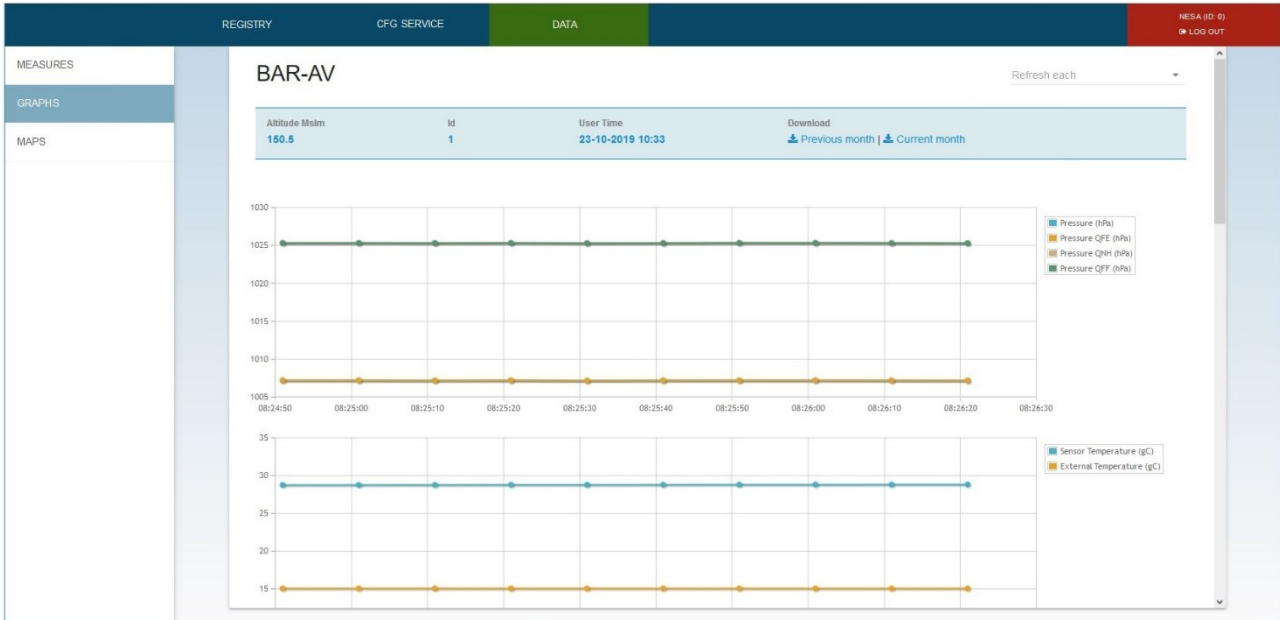 REGISTRY CFG SERVICE DATA NESA (ID: 0)
LOG OUT
MEASURES
GRAPHS
MAPS
BAR-AV Refresh each
Altitude Mslm Id User Time Download
150.5 1 23-10-2019 10:33 Previous month | Current month
1030
1025
1020
1015
1010
1005
08:24:50 08:25:00 08:25:10 08:25:20 08:25:30 08:25:40 08:25:50 08:26:00 08:26:10 08:26:20 08:26:30
Pressure (hPa)
Pressure QFE (hPa)
Pressure QNH (hPa)
Pressure QFF (hPa)
35
30
25
20
15
Sensor Temperature (gC)
External Temperature (gC)